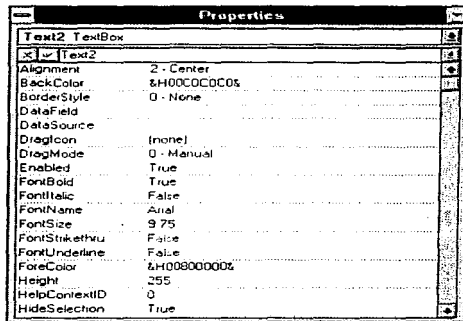 Properties
Text2 TextBox
Text2
Alignment 2 - Center
BackColor &H00C0C0C0&
BorderStyle 0 - None
DataField
DataSource
DragIcon (none)
DragMode 0 - Manual
Enabled True
FontBold True
FontItalic False
FontName Arial
FontSize 9.75
FontStrikethru False
FontUnderline False
ForeColor &H00800000&
Height 255
HelpContextID 0
HideSelection True